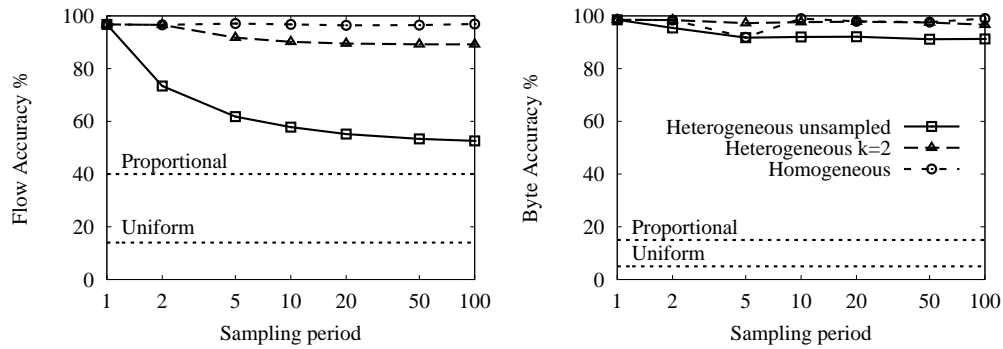 Flow Accuracy %
100
80
60
40
20
0
Proportional
Uniform
1 2 5 10 20 50 100
Sampling period
Byte Accuracy %
100
80
60
40
20
0
Heterogeneous unsampled
Heterogeneous k=2
Homogeneous
Proportional
Uniform
1 2 5 10 20 50 100
Sampling period